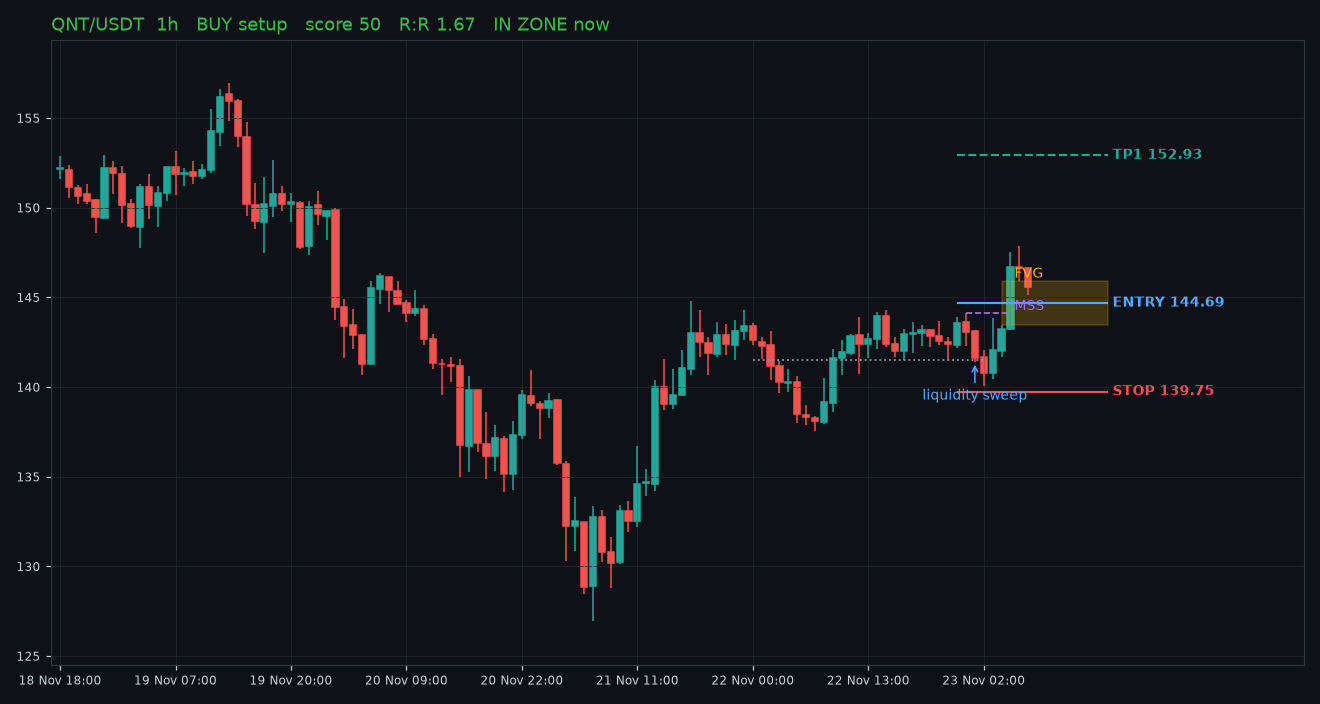 QNT/USDT 1h BUY setup score 50 R:R 1.67 IN ZONE now
155
150
145
140
135
130
125
TP1 152.93
FVG
ENTRY 144.69
MSS
STOP 139.75
liquidity sweep
18 Nov 18:00 19 Nov 07:00 19 Nov 20:00 20 Nov 09:00 20 Nov 22:00 21 Nov 11:00 22 Nov 00:00 22 Nov 13:00 23 Nov 02:00